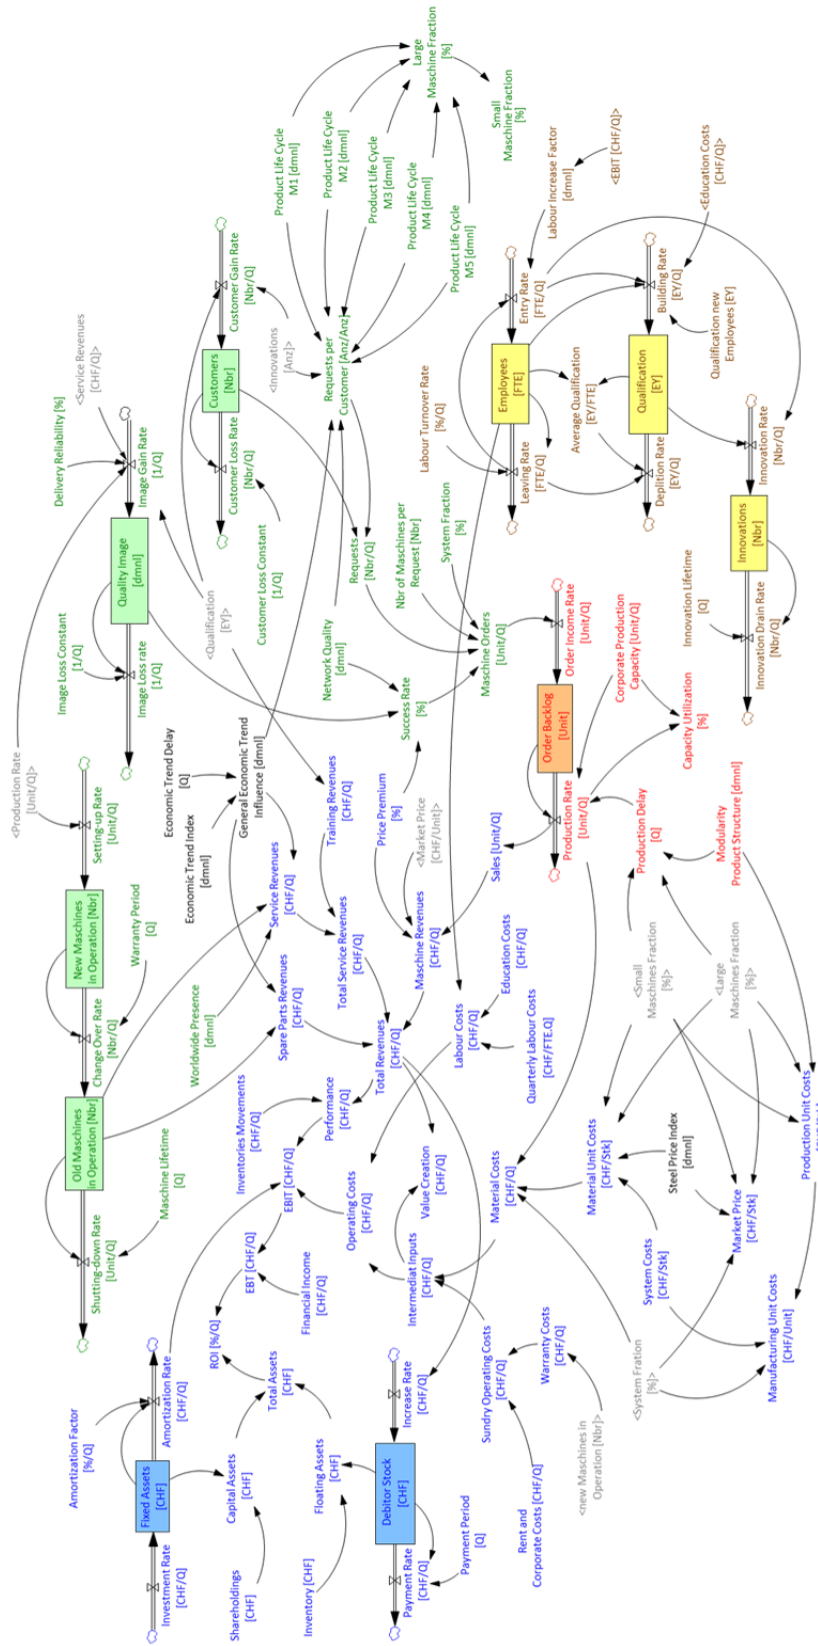 Investment Rate
[CHF/Q]
Fixed Assets
[CHF]
Amortization Factor
[%/Q]
Amortization Rate
[CHF/Q]
Shareholdings
[CHF]
Capital Assets
[CHF]
Total Assets
[CHF]
ROI [%/Q]
Inventory [CHF]
Floating Assets
[CHF]
EBT [CHF/Q]
Financial Income
[CHF/Q]
EBIT [CHF/Q]
Payment Rate
[CHF/Q]
Debitor Stock
[CHF]
Increase Rate
[CHF/Q]
Payment Period
[Q]
Rent and
Corporate Costs [CHF/Q]
Sundry Operating Costs
[CHF/Q]
Warranty Costs
[CHF/Q]
<new Maschines in
Operation [Nbr]>
Shutting-down Rate
[Unit/Q]
Old Maschines
in Operation [Nbr]
Change Over Rate
[Nbr/Q]
New Maschines
in Operation [Nbr]
Setting-up Rate
[Unit/Q]
<Production Rate
[Unit/Q]>
Maschine Lifetime
[Q]
Warranty Period
[Q]
Worldwide Presence
[dmnl]
Inventories Movements
[CHF/Q]
Performance
[CHF/Q]
Operating Costs
[CHF/Q]
Value Creation
[CHF/Q]
Intermediat Inputs
[CHF/Q]
Spare Parts Revenues
[CHF/Q]
Service Revenues
[CHF/Q]
Total Service Revenues
[CHF/Q]
Training Revenues
[CHF/Q]
Total Revenues
[CHF/Q]
Maschine Revenues
[CHF/Q]
Price Premium
[%]
<Market Price
[CHF/Unit]>
Economic Trend Delay
[Q]
Economic Trend Index
[dmnl]
General Economic Trend
Influence [dmnl]
Labour Costs
[CHF/Q]
Education Costs
[CHF/Q]
Quarterly Labour Costs
[CHF/FTE.Q]
Sales [Unit/Q]
Material Costs
[CHF/Q]
Material Unit Costs
[CHF/Stk]
Steel Price Index
[dmnl]
System Costs
[CHF/Stk]
<System Fration
[%]>
Market Price
[CHF/Stk]
Manufacturing Unit Costs
[CHF/Unit]
Production Unit Costs
<Small
Maschines Fraction
[%]>
<Large
Maschines Fraction
[%]>
Image Loss Constant
[1/Q]
Image Loss rate
[1/Q]
Quality Image
[dmnl]
Image Gain Rate
[1/Q]
Delivery Reliability [%]
<Service Revenues
[CHF/Q]>
<Qualification
[EY]>
Customer Loss Rate
[Nbr/Q]
Customers
[Nbr]
Customer Gain Rate
[Nbr/Q]
Customer Loss Constant
[1/Q]
<Innovations
[Anz]>
Network Quality
[dmnl]
Requests
[Nbr/Q]
Requests per
Customer [Anz/Anz]
Success Rate
[%]
Nbr of Maschines per
Request [Nbr]
System Fraction
[%]
Maschine Orders
[Unit/Q]
Product Life Cycle
M1 [dmnl]
Product Life Cycle
M2 [dmnl]
Product Life Cycle
M3 [dmnl]
Product Life Cycle
M4 [dmnl]
Product Life Cycle
M5 [dmnl]
Large
Maschine Fraction
[%]
Small
Maschine Fraction
[%]
Production Rate
[Unit/Q]
Order Backlog
[Unit]
Order Income Rate
[Unit/Q]
Corporate Production
Capacity [Unit/Q]
Capacity Utilization
[%]
Production Delay
[Q]
Modularity
Product Structure [dmnl]
Labour Turnover Rate
[%/Q]
Leaving Rate
[FTE/Q]
Employees
[FTE]
Entry Rate
[FTE/Q]
Labour Increase Factor
[dmnl]
<EBIT [CHF/Q]>
Average Qualification
[EY/FTE]
Deplition Rate
[EY/Q]
Qualification
[EY]
Building Rate
[EY/Q]
<Education Costs
[CHF/Q]>
Qualification new
Employees [EY]
Innovation Lifetime
[Q]
Innovation Drain Rate
[Nbr/Q]
Innovations
[Nbr]
Innovation Rate
[Nbr/Q]